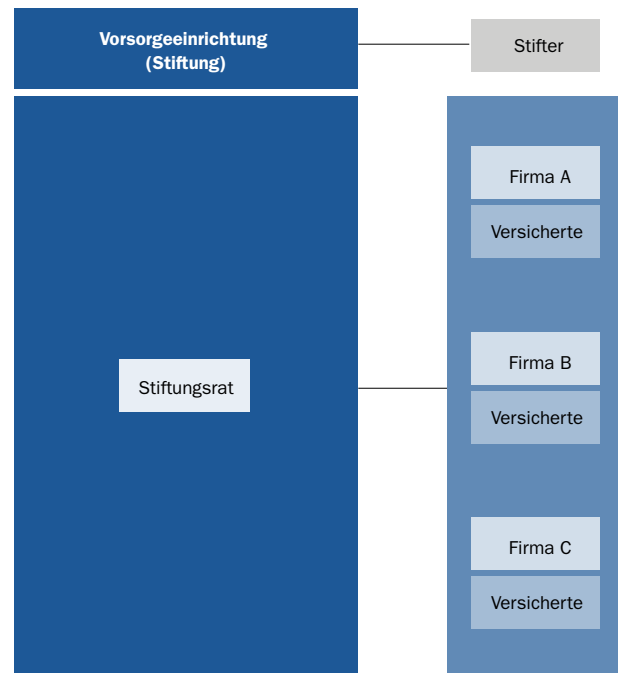 Vorsorgeeinrichtung
(Stiftung)
Stifter
Firma A
Versicherte
Stiftungsrat
Firma B
Versicherte
Firma C
Versicherte